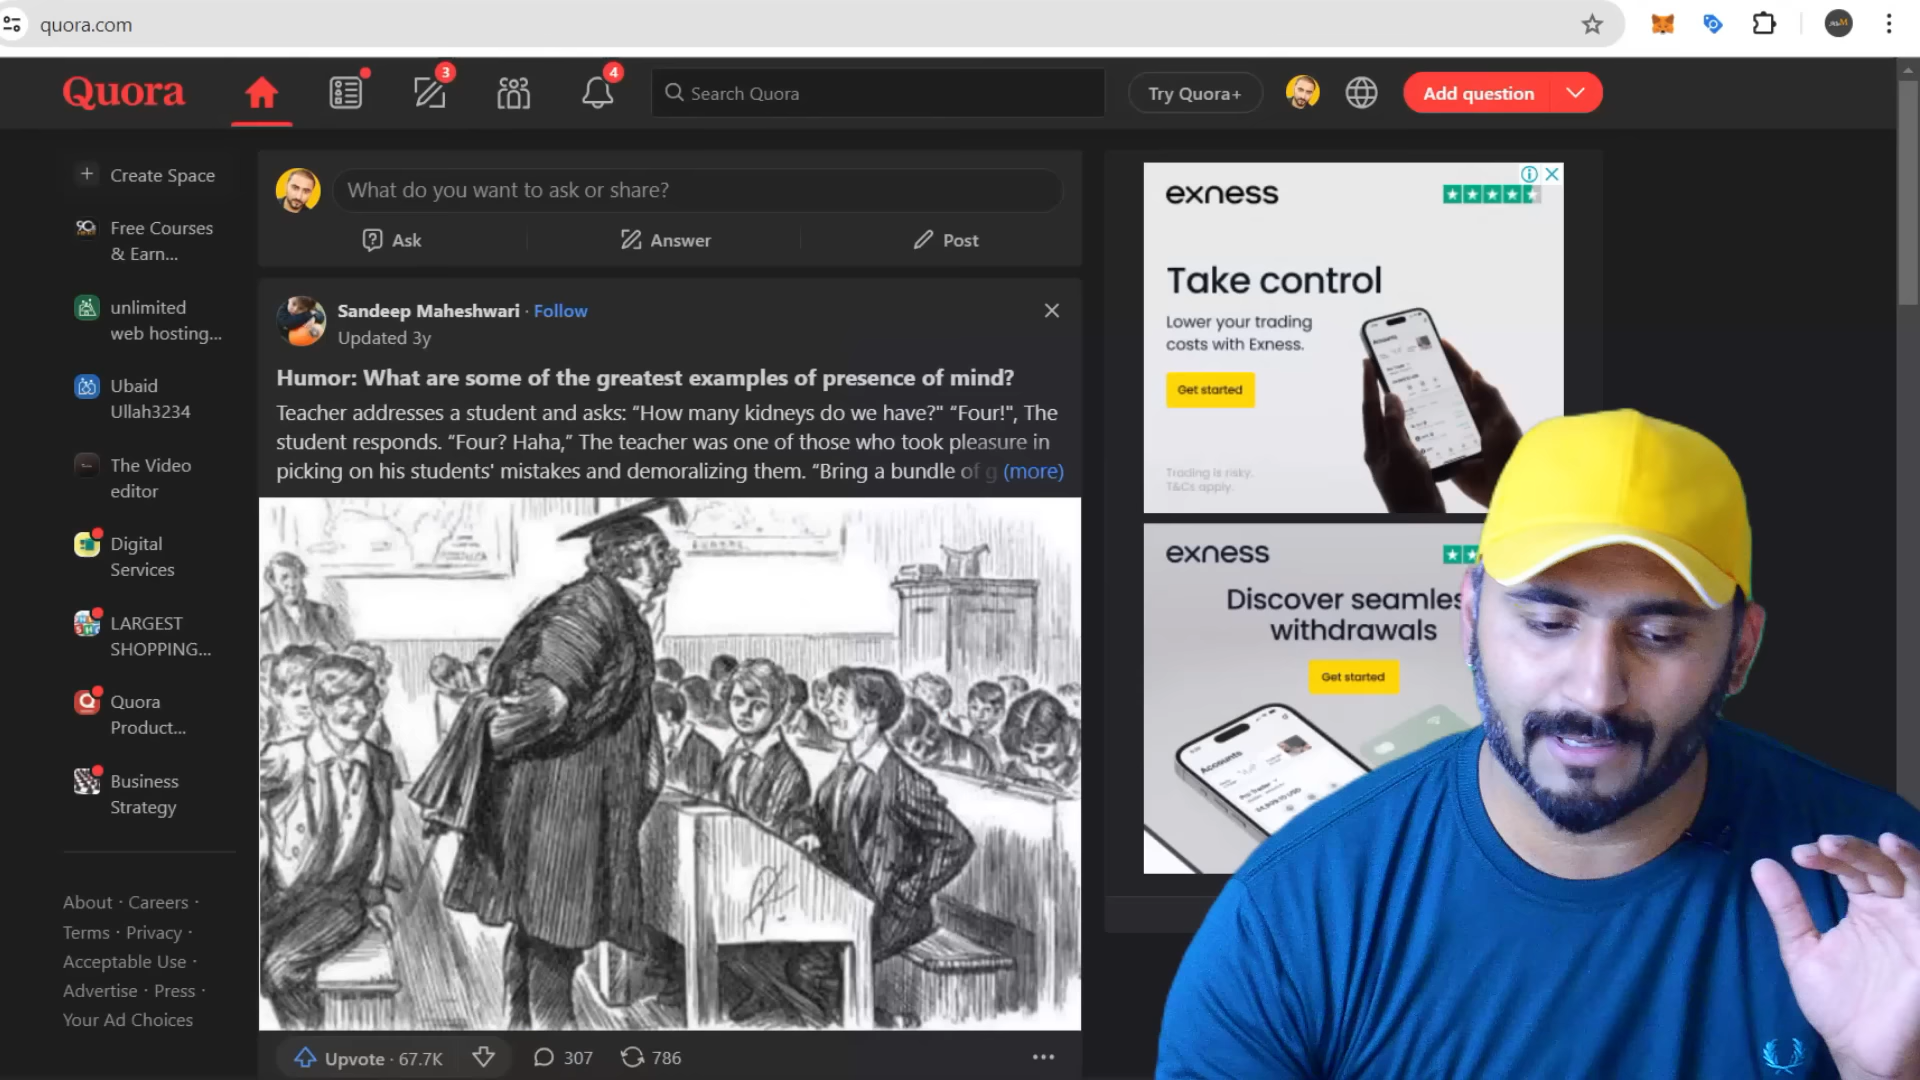 quora.com
Quora
3
4
Search Quora
Try Quora+
Add question
Create Space
Free Courses
& Earn...
unlimited
web hosting...
Ubaid
Ullah3234
The Video
editor
Digital
Services
LARGEST
SHOPPING...
Quora
Product...
Business
Strategy
About · Careers ·
Terms · Privacy ·
Acceptable Use ·
Advertise · Press ·
Your Ad Choices
What do you want to ask or share?
Ask
Answer
Post
Sandeep Maheshwari · Follow
Updated 3y
Humor: What are some of the greatest examples of presence of mind?
Teacher addresses a student and asks: “How many kidneys do we have?" “Four!", The
student responds. “Four? Haha,” The teacher was one of those who took pleasure in
picking on his students' mistakes and demoralizing them. “Bring a bundle of g (more)
Upvote · 67.7K
307
786
exness
Take control
Lower your trading
costs with Exness.
Get started
Trading is risky.
T&Cs apply.
exness
Discover seamles
withdrawals
Get started
Accounts